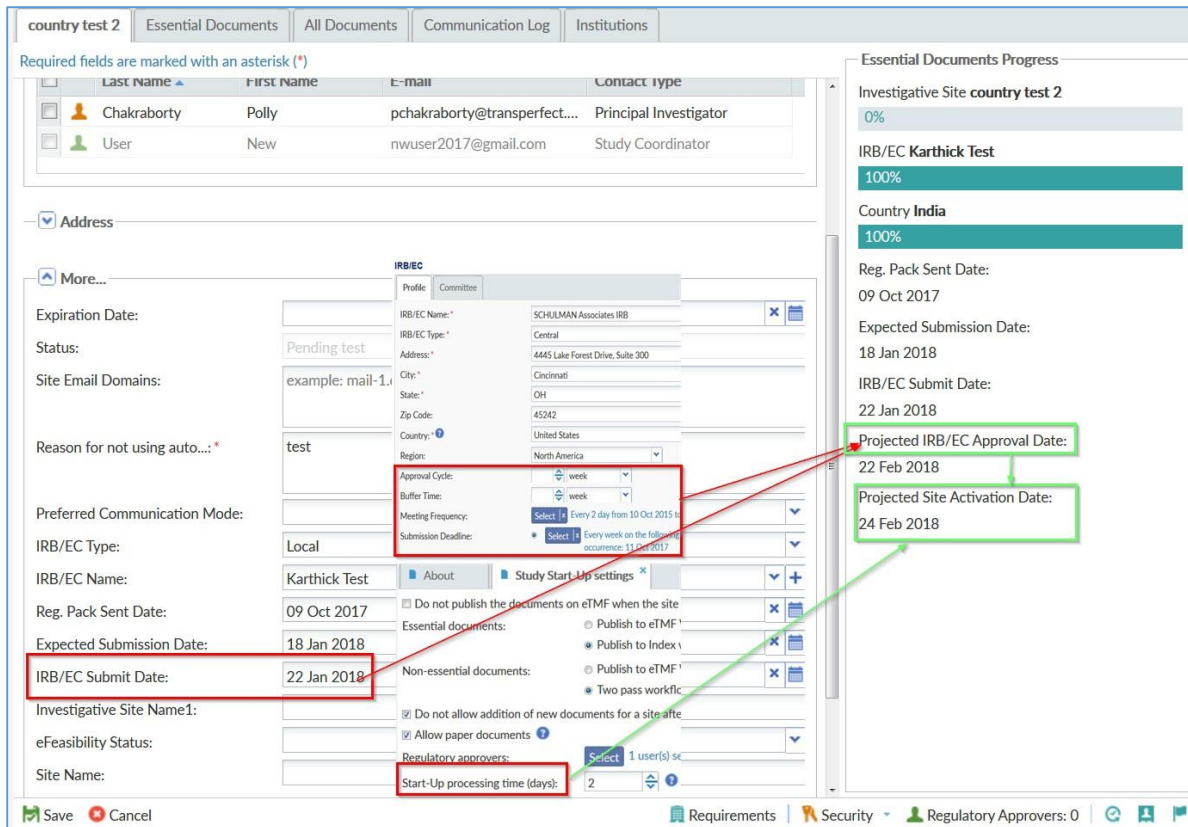 country test 2 Essential Documents All Documents Communication Log Institutions
Required fields are marked with an asterisk (*)
Last Name First Name E-mail Contact Type
Chakraborty Polly pchakraborty@transperfect.... Principal Investigator
User New nwuser2017@gmail.com Study Coordinator
Address
More...
Expiration Date:
Status: Pending test
Site Email Domains: example: mail-1.
Reason for not using auto...:* test
Preferred Communication Mode:
IRB/EC Type: Local
IRB/EC Name: Karthick Test
Reg. Pack Sent Date: 09 Oct 2017
Expected Submission Date: 18 Jan 2018
IRB/EC Submit Date: 22 Jan 2018
Investigative Site Name1:
eFeasibility Status:
Site Name:
IRB/EC
Profile Committee
IRB/EC Name:* SCHULMAN Associates IRB
IRB/EC Type:* Central
Address:* 4445 Lake Forest Drive, Suite 300
City:* Cincinnati
State:* OH
Zip Code: 45242
Country:* United States
Region: North America
Approval Cycle: week
Buffer Time: week
Meeting Frequency: Select x Every 2 day from 10 Oct 2015 to
Submission Deadline: Select x Every week on the following
occurrence: 11 Oct 2017
About Study Start-Up settings x
Do not publish the documents on eTMF when the site
Essential documents: Publish to eTMF
Publish to Index
Non-essential documents: Publish to eTMF
Two pass workflo
Do not allow addition of new documents for a site afte
Allow paper documents ?
Regulatory approvers: Select 1 user(s) se
Start-Up processing time (days): 2
Essential Documents Progress
Investigative Site country test 2
0%
IRB/EC Karthick Test
100%
Country India
100%
Reg. Pack Sent Date:
09 Oct 2017
Expected Submission Date:
18 Jan 2018
IRB/EC Submit Date:
22 Jan 2018
Projected IRB/EC Approval Date:
22 Feb 2018
Projected Site Activation Date:
24 Feb 2018
Save Cancel Requirements Security Regulatory Approvers: 0